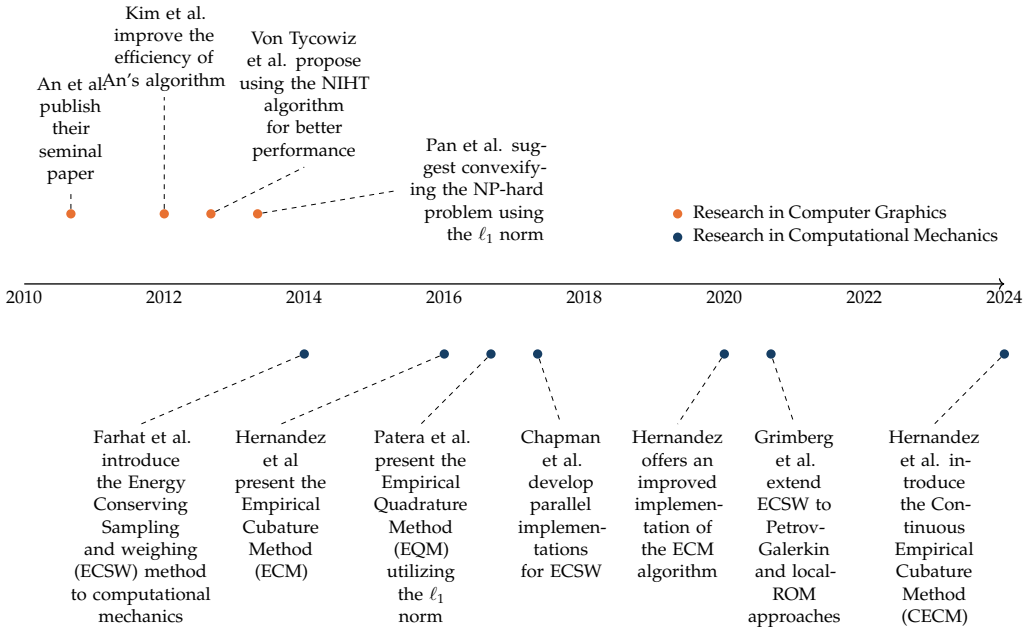 Kim et al.
improve the
efficiency of
An's algorithm
An et al.
publish
their
seminal
paper
Von Tycowiz
et al. propose
using the NIHT
algorithm
for better
performance
Pan et al. sug-
gest convexify-
ing the NP-hard
problem using
the ℓ1 norm
Research in Computer Graphics
Research in Computational Mechanics
2010 2012 2014 2016 2018 2020 2022 2024
Farhat et al.
introduce
the Energy
Conserving
Sampling
and weighing
(ECSW) method
to computational
mechanics
Hernandez
et al
present the
Empirical
Cubature
Method
(ECM)
Patera et al.
present the
Empirical
Quadrature
Method
(EQM)
utilizing
the ℓ1
norm
Chapman
et al.
develop
parallel
implemen-
tations
for ECSW
Hernandez
offers an
improved
implemen-
tation of
the ECM
algorithm
Grimberg
et al.
extend
ECSW to
Petrov-
Galerkin
and local-
ROM
approaches
Hernandez
et al. in-
troduce
the Con-
tinuous
Empirical
Cubature
Method
(CECM)